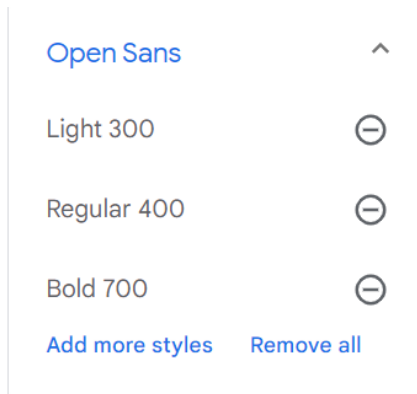 Open Sans
Light 300
Regular 400
Bold 700
Add more styles Remove all